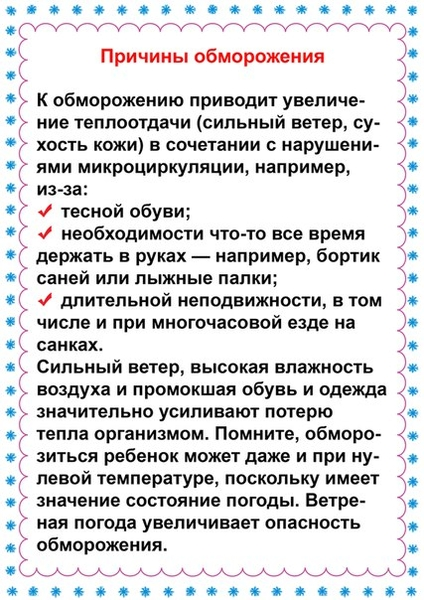 Причины обморожения
К обморожению приводит увеличе-
ние теплоотдачи (сильный ветер, су-
хость кожи) в сочетании с нарушени-
ями микроциркуляции, например,
из-за:
✓ тесной обуви;
✓ необходимости что-то все время
держать в руках — например, бортик
саней или лыжные палки;
✓ длительной неподвижности, в том
числе и при многочасовой езде на
санках.
Сильный ветер, высокая влажность
воздуха и промокшая обувь и одежда
значительно усиливают потерю
тепла организмом. Помните, обморо-
зиться ребенок может даже и при ну-
левой температуре, поскольку имеет
значение состояние погоды. Ветре-
ная погода увеличивает опасность
обморожения.